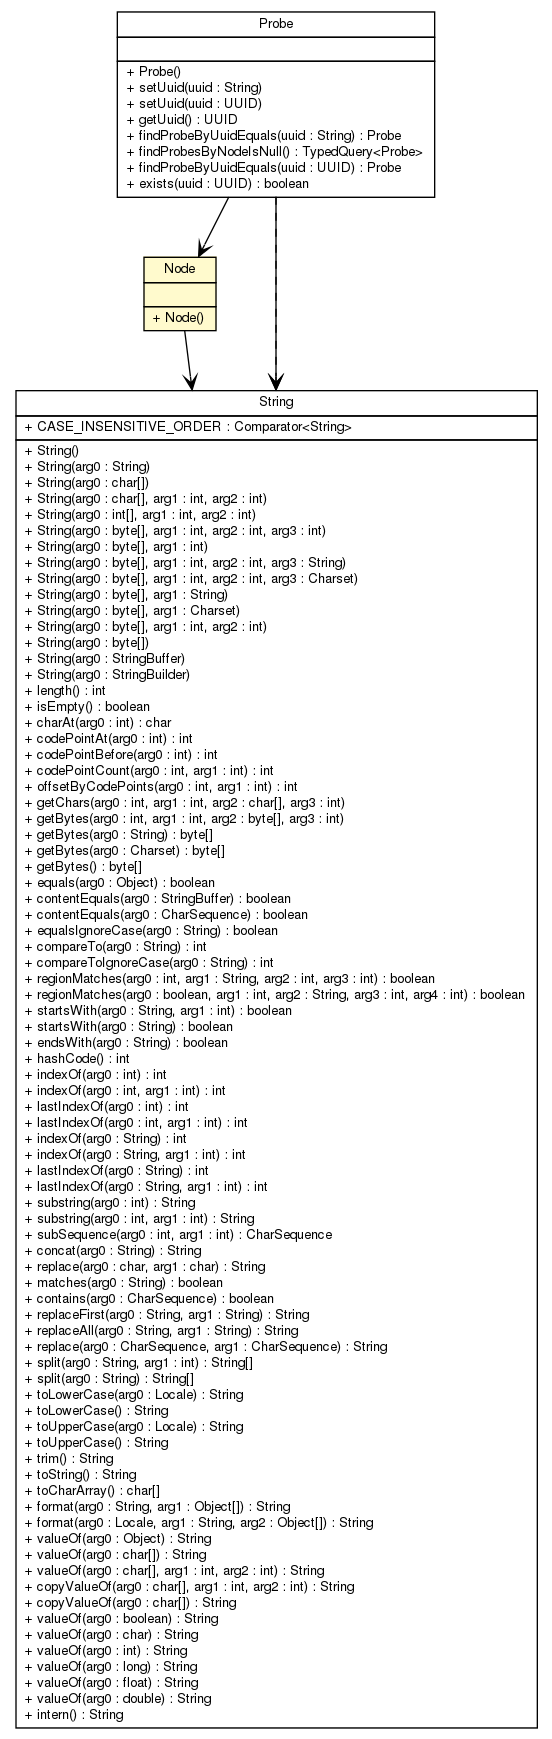 Probe
+ Probe()
+ setUuid(uuid : String)
+ setUuid(uuid : UUID)
+ getUuid() : UUID
+ findProbeByUuidEquals(uuid : String) : Probe
+ findProbesByNodeIsNull() : TypedQuery<Probe>
+ findProbeByUuidEquals(uuid : UUID) : Probe
+ exists(uuid : UUID) : boolean
Node
+ Node()
String
+ CASE_INSENSITIVE_ORDER : Comparator<String>
+ String()
+ String(arg0 : String)
+ String(arg0 : char[])
+ String(arg0 : char[], arg1 : int, arg2 : int)
+ String(arg0 : int[], arg1 : int, arg2 : int)
+ String(arg0 : byte[], arg1 : int, arg2 : int, arg3 : int)
+ String(arg0 : byte[], arg1 : int)
+ String(arg0 : byte[], arg1 : int, arg2 : int, arg3 : String)
+ String(arg0 : byte[], arg1 : int, arg2 : int, arg3 : Charset)
+ String(arg0 : byte[], arg1 : String)
+ String(arg0 : byte[], arg1 : Charset)
+ String(arg0 : byte[], arg1 : int, arg2 : int)
+ String(arg0 : byte[])
+ String(arg0 : StringBuffer)
+ String(arg0 : StringBuilder)
+ length() : int
+ isEmpty() : boolean
+ charAt(arg0 : int) : char
+ codePointAt(arg0 : int) : int
+ codePointBefore(arg0 : int) : int
+ codePointCount(arg0 : int, arg1 : int) : int
+ offsetByCodePoints(arg0 : int, arg1 : int) : int
+ getChars(arg0 : int, arg1 : int, arg2 : char[], arg3 : int)
+ getBytes(arg0 : int, arg1 : int, arg2 : byte[], arg3 : int)
+ getBytes(arg0 : String) : byte[]
+ getBytes(arg0 : Charset) : byte[]
+ getBytes() : byte[]
+ equals(arg0 : Object) : boolean
+ contentEquals(arg0 : StringBuffer) : boolean
+ contentEquals(arg0 : CharSequence) : boolean
+ equalsIgnoreCase(arg0 : String) : boolean
+ compareTo(arg0 : String) : int
+ compareToIgnoreCase(arg0 : String) : int
+ regionMatches(arg0 : int, arg1 : String, arg2 : int, arg3 : int) : boolean
+ regionMatches(arg0 : boolean, arg1 : int, arg2 : String, arg3 : int, arg4 : int) : boolean
+ startsWith(arg0 : String, arg1 : int) : boolean
+ startsWith(arg0 : String) : boolean
+ endsWith(arg0 : String) : boolean
+ hashCode() : int
+ indexOf(arg0 : int) : int
+ indexOf(arg0 : int, arg1 : int) : int
+ lastIndexOf(arg0 : int) : int
+ lastIndexOf(arg0 : int, arg1 : int) : int
+ indexOf(arg0 : String) : int
+ indexOf(arg0 : String, arg1 : int) : int
+ lastIndexOf(arg0 : String) : int
+ lastIndexOf(arg0 : String, arg1 : int) : int
+ substring(arg0 : int) : String
+ substring(arg0 : int, arg1 : int) : String
+ subSequence(arg0 : int, arg1 : int) : CharSequence
+ concat(arg0 : String) : String
+ replace(arg0 : char, arg1 : char) : String
+ matches(arg0 : String) : boolean
+ contains(arg0 : CharSequence) : boolean
+ replaceFirst(arg0 : String, arg1 : String) : String
+ replaceAll(arg0 : String, arg1 : String) : String
+ replace(arg0 : CharSequence, arg1 : CharSequence) : String
+ split(arg0 : String, arg1 : int) : String[]
+ split(arg0 : String) : String[]
+ toLowerCase(arg0 : Locale) : String
+ toLowerCase() : String
+ toUpperCase(arg0 : Locale) : String
+ toUpperCase() : String
+ trim() : String
+ toString() : String
+ toCharArray() : char[]
+ format(arg0 : String, arg1 : Object[]) : String
+ format(arg0 : Locale, arg1 : String, arg2 : Object[]) : String
+ valueOf(arg0 : Object) : String
+ valueOf(arg0 : char[]) : String
+ valueOf(arg0 : char[], arg1 : int, arg2 : int) : String
+ copyValueOf(arg0 : char[], arg1 : int, arg2 : int) : String
+ copyValueOf(arg0 : char[]) : String
+ valueOf(arg0 : boolean) : String
+ valueOf(arg0 : char) : String
+ valueOf(arg0 : int) : String
+ valueOf(arg0 : long) : String
+ valueOf(arg0 : float) : String
+ valueOf(arg0 : double) : String
+ intern() : String